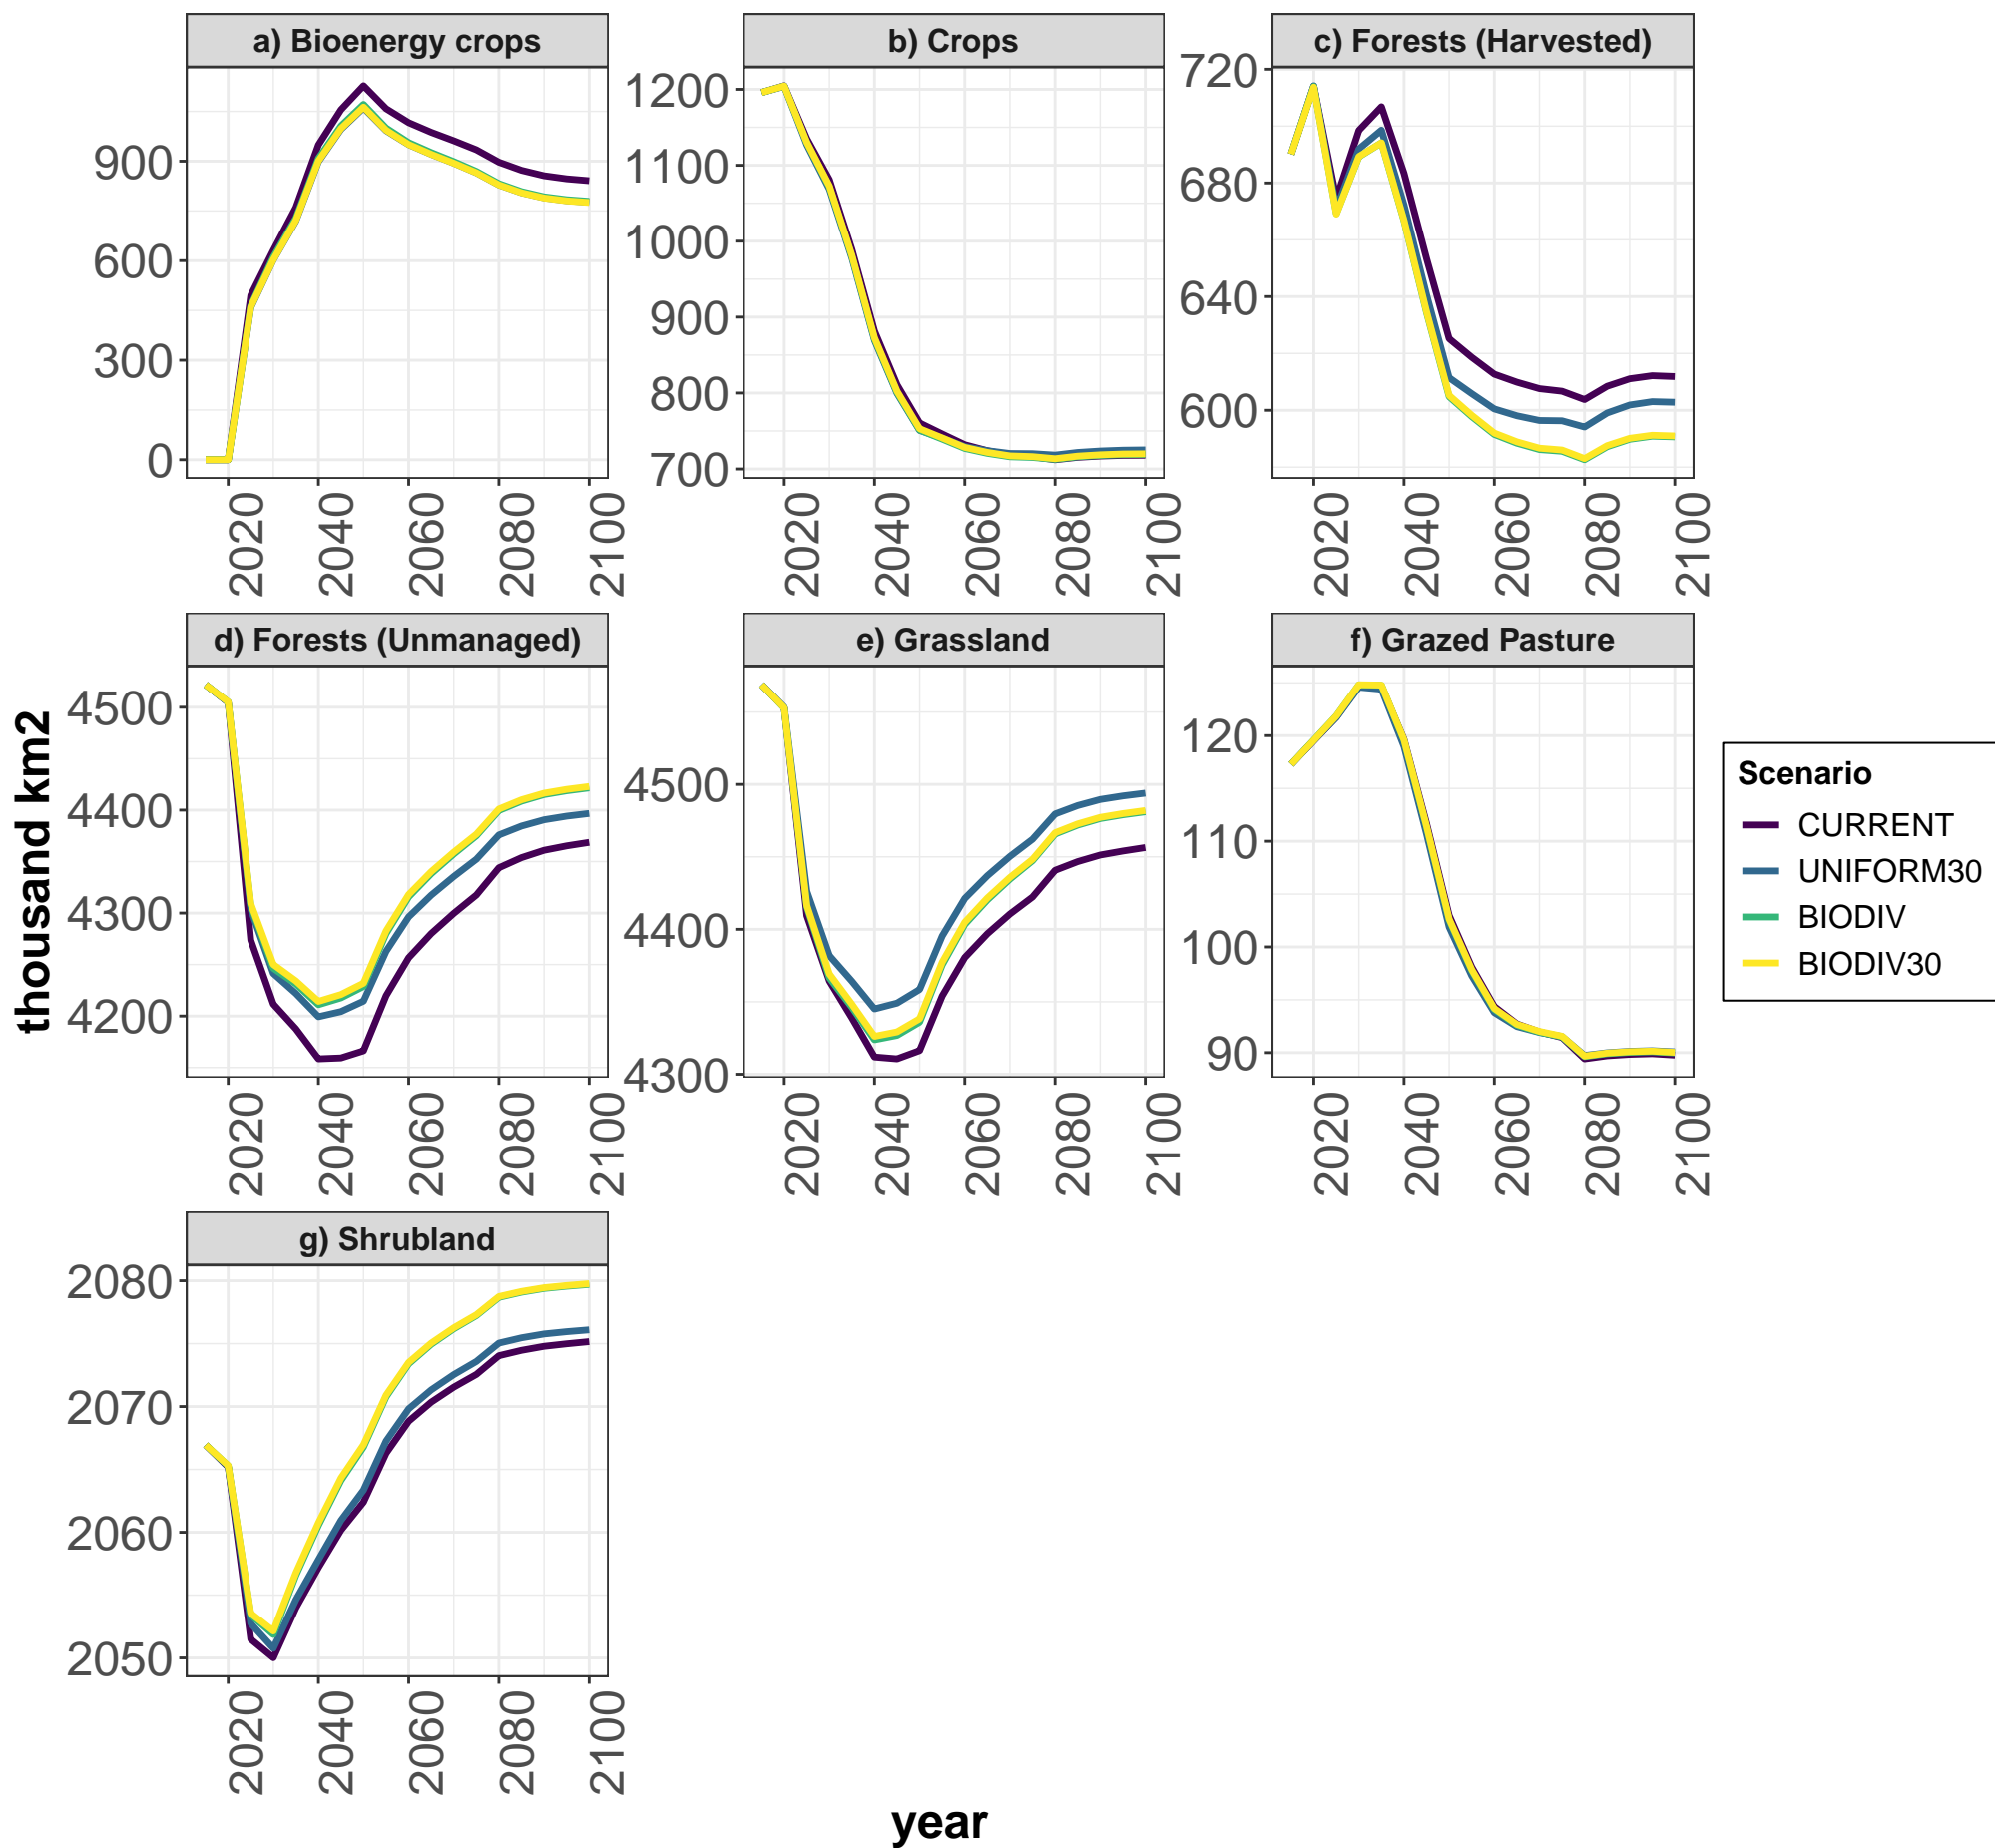 a) Bioenergy crops
b) Crops
c) Forests (Harvested)
900
600
300
0
1200
1100
1000
900
800
700
720
680
640
600
2020 2040 2060 2080 2100
2020 2040 2060 2080 2100
2020 2040 2060 2080 2100
d) Forests (Unmanaged)
e) Grassland
f) Grazed Pasture
thousand km2
4500
4400
4300
4200
4500
4400
4300
120
110
100
90
2020 2040 2060 2080 2100
2020 2040 2060 2080 2100
2020 2040 2060 2080 2100
Scenario
CURRENT
UNIFORM30
BIODIV
BIODIV30
g) Shrubland
2080
2070
2060
2050
2020 2040 2060 2080 2100
year